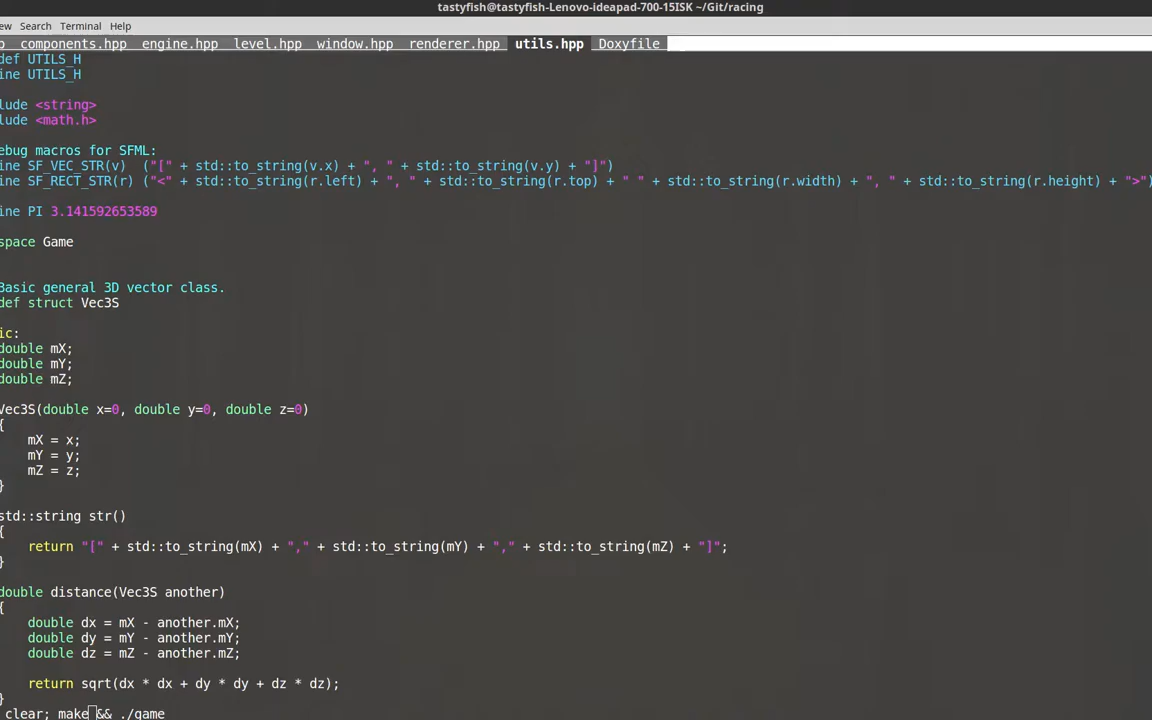 tastyfish@tastyfish-Lenovo-ideapad-700-15ISK ~/Git/racing
ew Search Terminal Help
p components.hpp engine.hpp level.hpp window.hpp renderer.hpp utils.hpp Doxyfile
def UTILS_H
ine UTILS_H
lude <string>
lude <math.h>
ebug macros for SFML:
ine SF_VEC_STR(v)  ("[" + std::to_string(v.x) + ", " + std::to_string(v.y) + "]")
ine SF_RECT_STR(r) ("<" + std::to_string(r.left) + ", " + std::to_string(r.top) + " " + std::to_string(r.width) + ", " + std::to_string(r.height) + ">")
ine PI 3.141592653589
space Game
Basic general 3D vector class.
def struct Vec3S
ic:
double mX;
double mY;
double mZ;
Vec3S(double x=0, double y=0, double z=0)
{
mX = x;
mY = y;
mZ = z;
}
std::string str()
{
return "[" + std::to_string(mX) + "," + std::to_string(mY) + "," + std::to_string(mZ) + "]";
}
double distance(Vec3S another)
{
double dx = mX - another.mX;
double dy = mY - another.mY;
double dz = mZ - another.mZ;
return sqrt(dx * dx + dy * dy + dz * dz);
}
clear; make && ./game